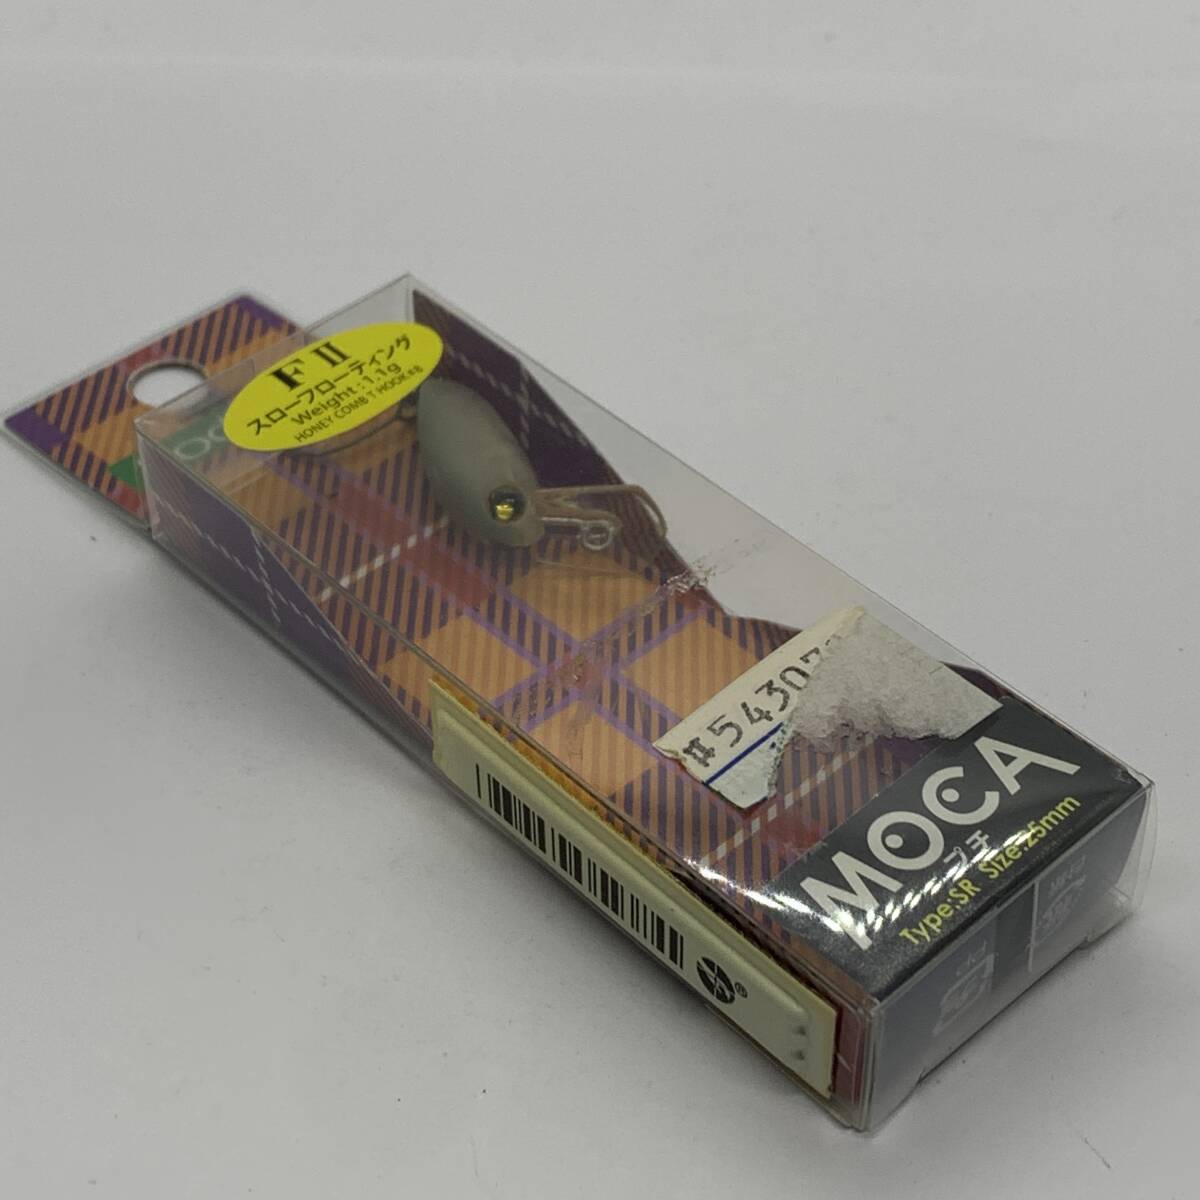 F II
スローフローティング
Weight:1.1g
HONEY COMB T HOOK#8
#54307
MOCA
プチ
Type:SR Size:25mm
®